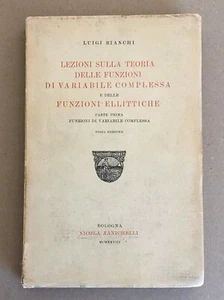 LUIGI BIANCHI
LEZIONI SULLA TEORIA
DELLE FUNZIONI
DI VARIABILE COMPLESSA
E DELLE
FUNZIONI ELLITTICHE
PARTE PRIMA
FUNZIONI DI VARIABILE COMPLESSA
TERZA EDIZIONE
BOLOGNA
NICOLA ZANICHELLI